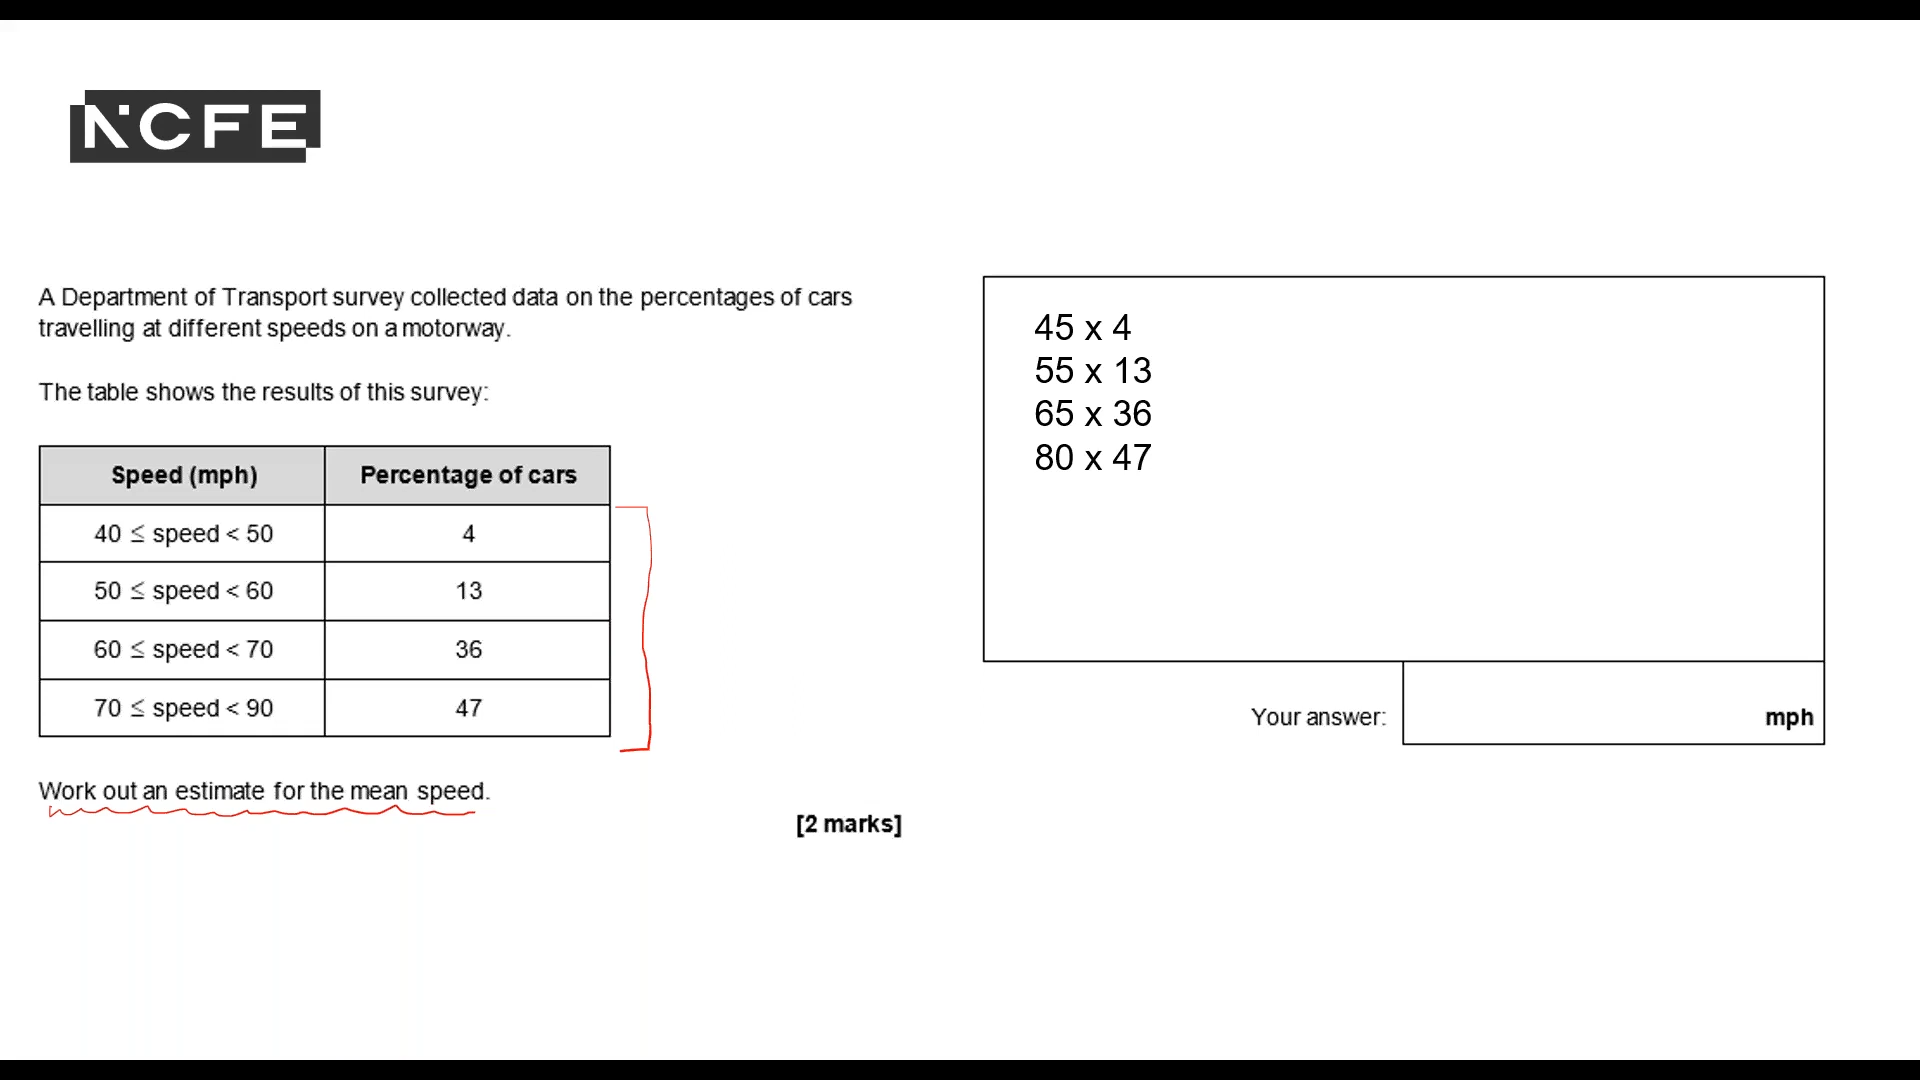 NCFE
A Department of Transport survey collected data on the percentages of cars
travelling at different speeds on a motorway.
The table shows the results of this survey:
Speed (mph) Percentage of cars
40 ≤ speed < 50 4
50 ≤ speed < 60 13
60 ≤ speed < 70 36
70 ≤ speed < 90 47
Work out an estimate for the mean speed.
[2 marks]
45 x 4
55 x 13
65 x 36
80 x 47
Your answer: mph